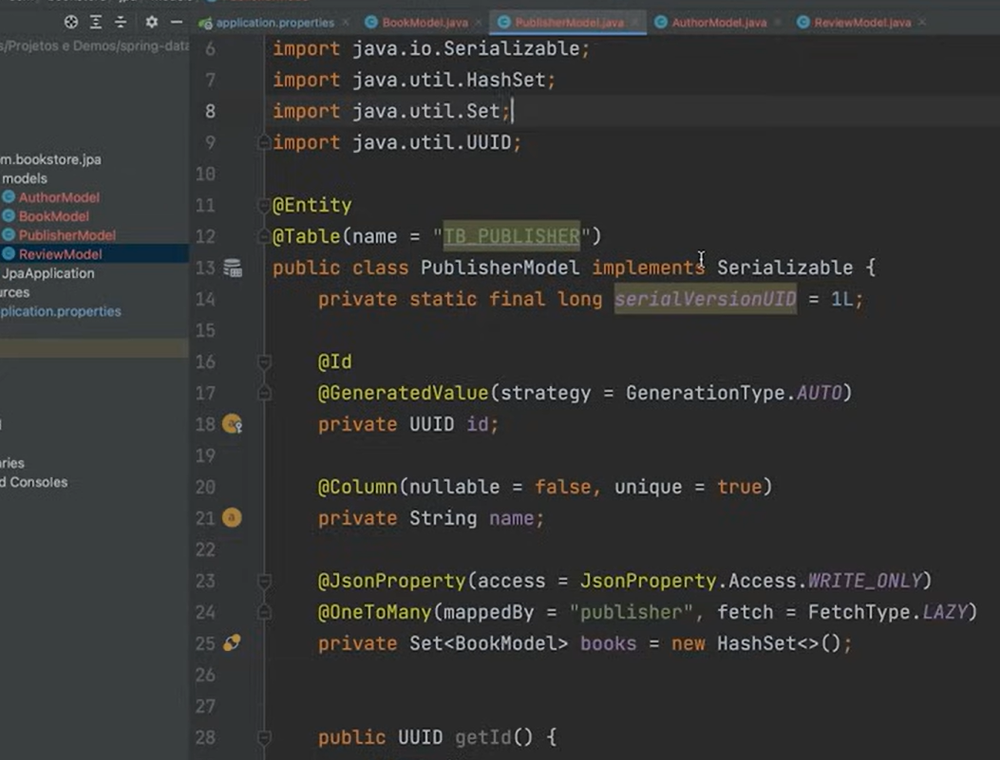 application.properties
BookModel.java
PublisherModel.java
AuthorModel.java
ReviewModel.java
s/Projetos e Demos/spring-data
m.bookstore.jpa
models
AuthorModel
BookModel
PublisherModel
ReviewModel
JpaApplication
urces
plication.properties
ries
d Consoles
6 import java.io.Serializable;
7 import java.util.HashSet;
8 import java.util.Set;
9 import java.util.UUID;
10
11 @Entity
12 @Table(name = "TB_PUBLISHER")
13 public class PublisherModel implements Serializable {
14 private static final long serialVersionUID = 1L;
15
16 @Id
17 @GeneratedValue(strategy = GenerationType.AUTO)
18 private UUID id;
19
20 @Column(nullable = false, unique = true)
21 private String name;
22
23 @JsonProperty(access = JsonProperty.Access.WRITE_ONLY)
24 @OneToMany(mappedBy = "publisher", fetch = FetchType.LAZY)
25 private Set<BookModel> books = new HashSet<>();
26
27
28 public UUID getId() {